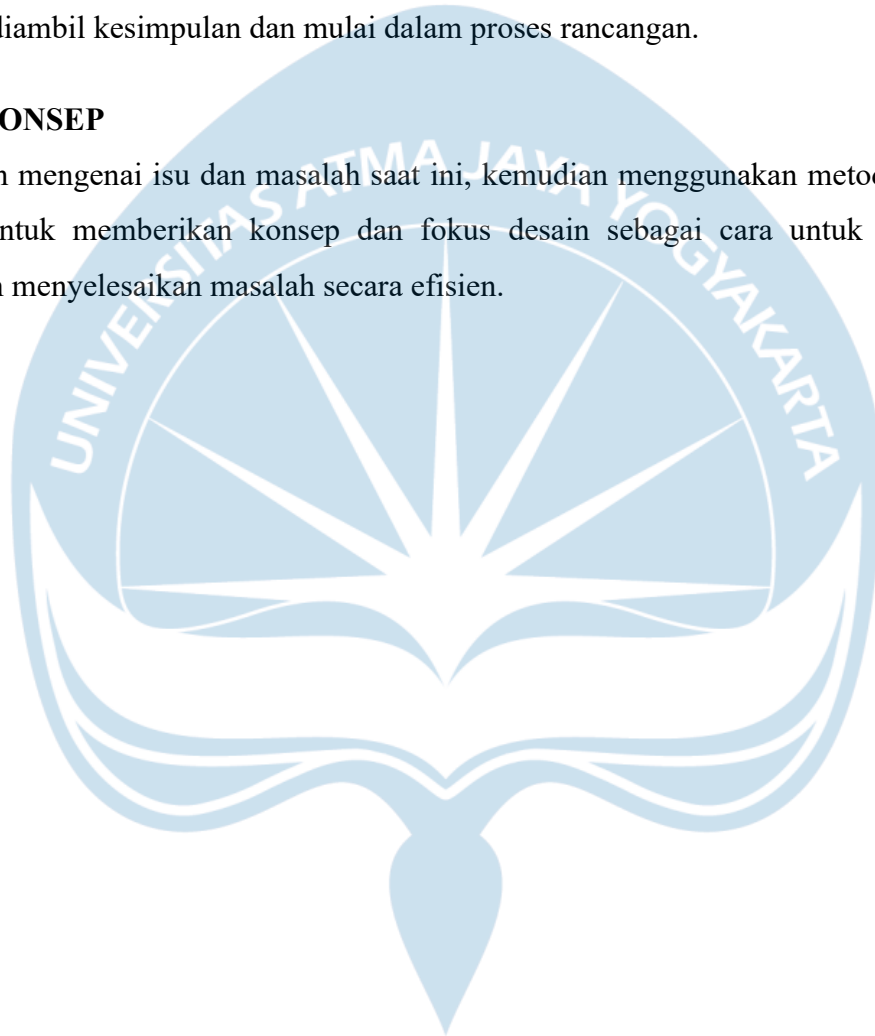 diambil kesimpulan dan mulai dalam proses rancangan.
ONSEP
n mengenai isu dan masalah saat ini, kemudian menggunakan metod
ntuk memberikan konsep dan fokus desain sebagai cara untuk
n menyelesaikan masalah secara efisien.
UNIVERSITAS ATMA JAYA YOGYAKARTA